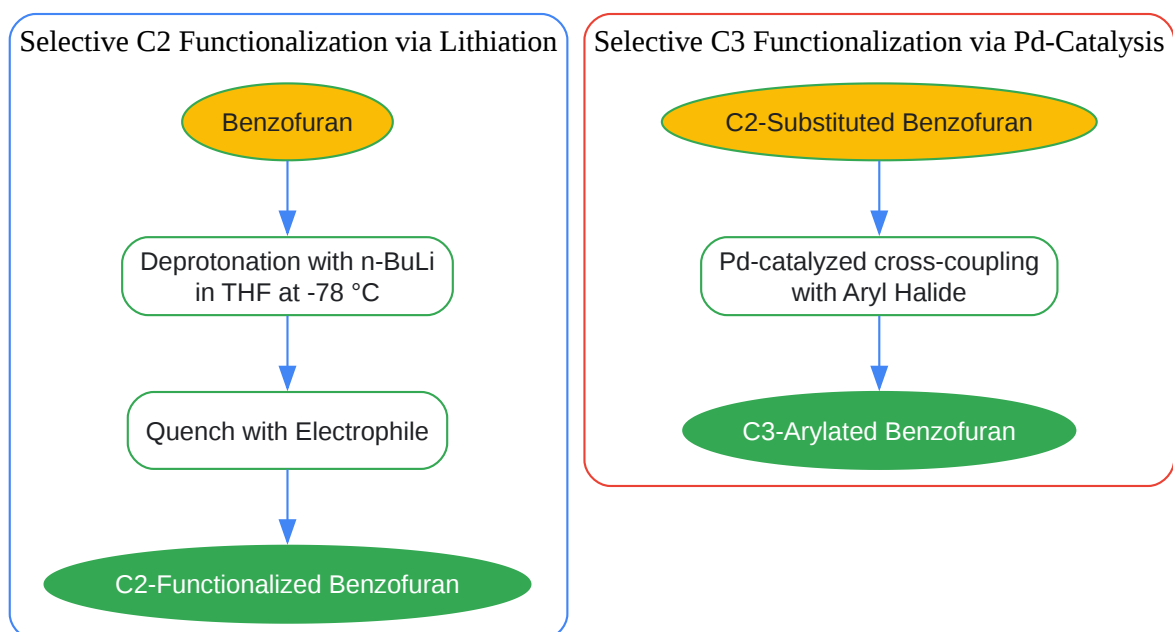 Selective C2 Functionalization via Lithiation
Benzofuran
Deprotonation with n-BuLi
in THF at -78 °C
Quench with Electrophile
C2-Functionalized Benzofuran
Selective C3 Functionalization via Pd-Catalysis
C2-Substituted Benzofuran
Pd-catalyzed cross-coupling
with Aryl Halide
C3-Arylated Benzofuran